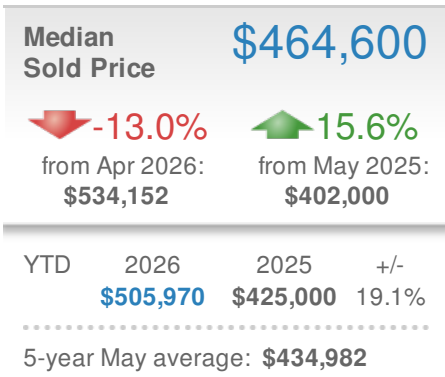 Median
Sold Price
$464,600
-13.0%
from Apr 2026:
$534,152
15.6%
from May 2025:
$402,000
YTD 2026 2025 +/-
$505,970 $425,000 19.1%
5-year May average: $434,982